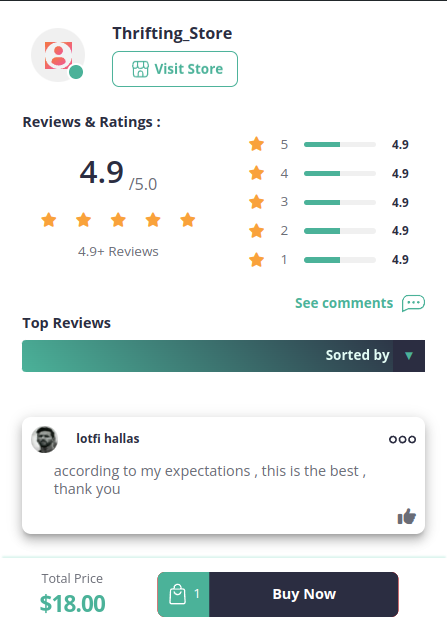 Thrifting_Store
Visit Store
Reviews & Ratings :
4.9 /5.0
4.9+ Reviews
5 4.9
4 4.9
3 4.9
2 4.9
1 4.9
See comments
Top Reviews
Sorted by
lotfi hallas
according to my expectations , this is the best ,
thank you
Total Price
$18.00
1
Buy Now